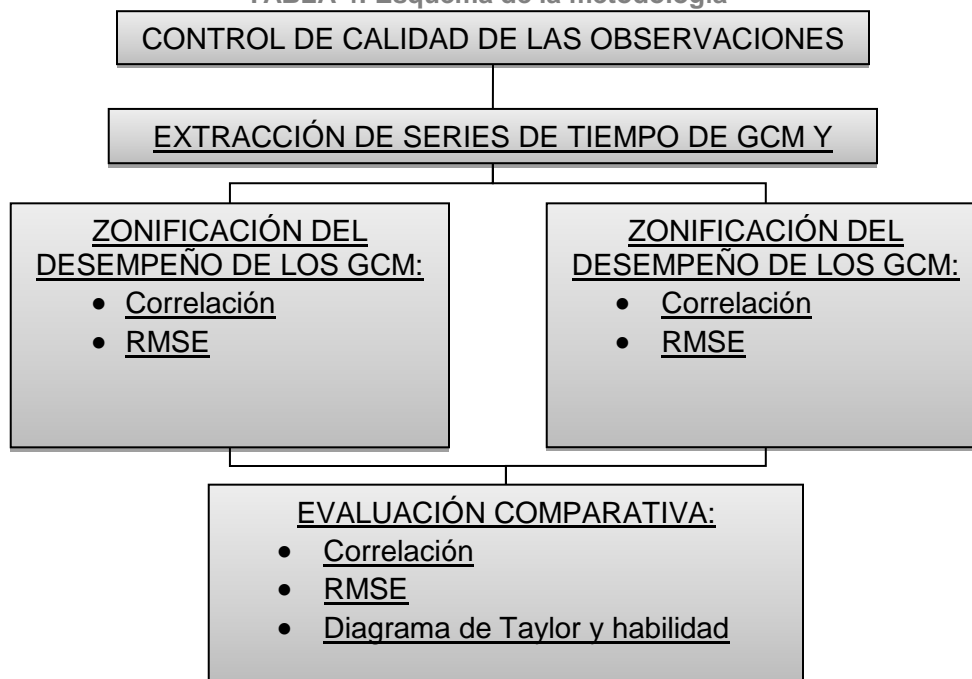 TABLA 4. Esquema de la metodología
CONTROL DE CALIDAD DE LAS OBSERVACIONES
EXTRACCIÓN DE SERIES DE TIEMPO DE GCM Y
ZONIFICACIÓN DEL
DESEMPEÑO DE LOS GCM:
• Correlación
• RMSE
ZONIFICACIÓN DEL
DESEMPEÑO DE LOS GCM:
• Correlación
• RMSE
EVALUACIÓN COMPARATIVA:
• Correlación
• RMSE
• Diagrama de Taylor y habilidad